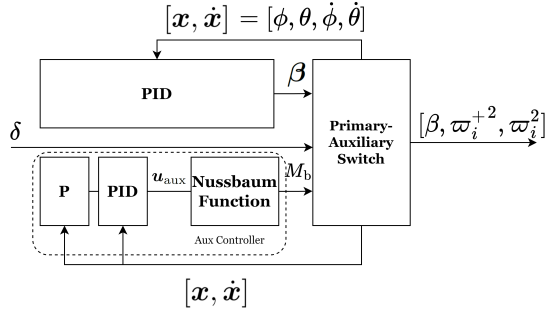 [x, ẋ] = [ϕ, θ, ϕ̇, θ̇]
PID
β
Primary-
Auxiliary
Switch
δ
[β, ϖ_i^{+2}, ϖ_i^2]
P
PID
u_aux
Nussbaum
Function
M_b
Aux Controller
[x, ẋ]